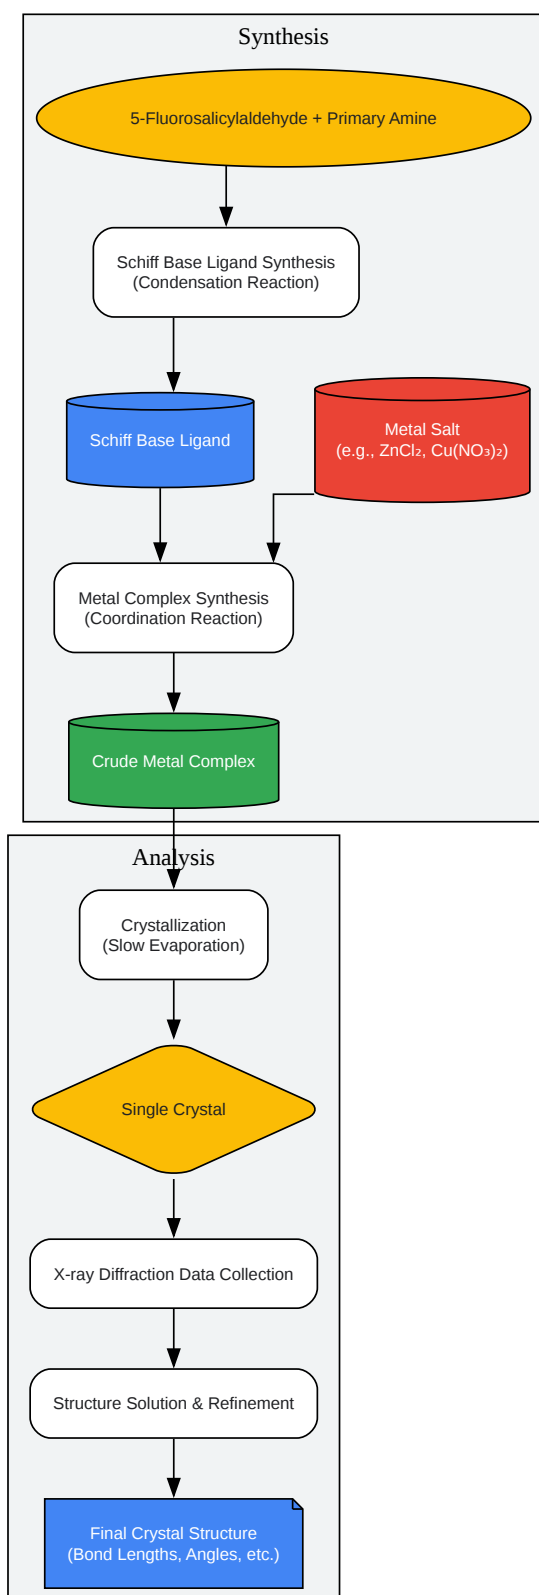 Synthesis
5-Fluorosalicylaldehyde + Primary Amine
Schiff Base Ligand Synthesis
(Condensation Reaction)
Schiff Base Ligand
Metal Salt
(e.g., ZnCl₂, Cu(NO₃)₂)
Metal Complex Synthesis
(Coordination Reaction)
Crude Metal Complex
Analysis
Crystallization
(Slow Evaporation)
Single Crystal
X-ray Diffraction Data Collection
Structure Solution & Refinement
Final Crystal Structure
(Bond Lengths, Angles, etc.)